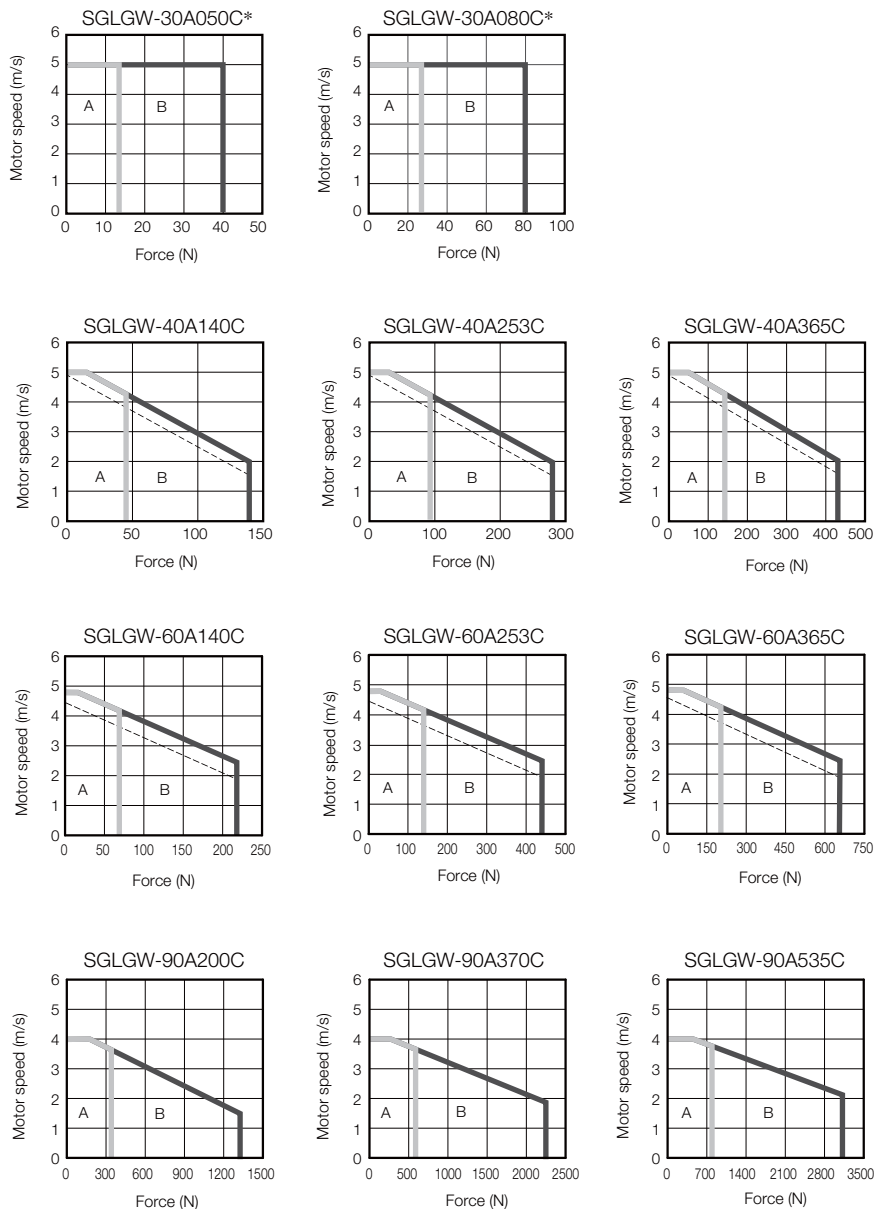 SGLGW-30A050C*
Motor speed (m/s)
6
5
4
3
2
1
0
A
B
0 10 20 30 40 50
Force (N)
SGLGW-30A080C*
Motor speed (m/s)
6
5
4
3
2
1
0
A
B
0 20 40 60 80 100
Force (N)
SGLGW-40A140C
Motor speed (m/s)
6
5
4
3
2
1
0
A
B
0 50 100 150
Force (N)
SGLGW-40A253C
Motor speed (m/s)
6
5
4
3
2
1
0
A
B
0 100 200 300
Force (N)
SGLGW-40A365C
Motor speed (m/s)
6
5
4
3
2
1
0
A
B
0 100 200 300 400 500
Force (N)
SGLGW-60A140C
Motor speed (m/s)
6
5
4
3
2
1
0
A
B
0 50 100 150 200 250
Force (N)
SGLGW-60A253C
Motor speed (m/s)
6
5
4
3
2
1
0
A
B
0 100 200 300 400 500
Force (N)
SGLGW-60A365C
Motor speed (m/s)
6
5
4
3
2
1
0
A
B
0 150 300 450 600 750
Force (N)
SGLGW-90A200C
Motor speed (m/s)
6
5
4
3
2
1
0
A
B
0 300 600 900 1200 1500
Force (N)
SGLGW-90A370C
Motor speed (m/s)
6
5
4
3
2
1
0
A
B
0 500 1000 1500 2000 2500
Force (N)
SGLGW-90A535C
Motor speed (m/s)
6
5
4
3
2
1
0
A
B
0 700 1400 2100 2800 3500
Force (N)